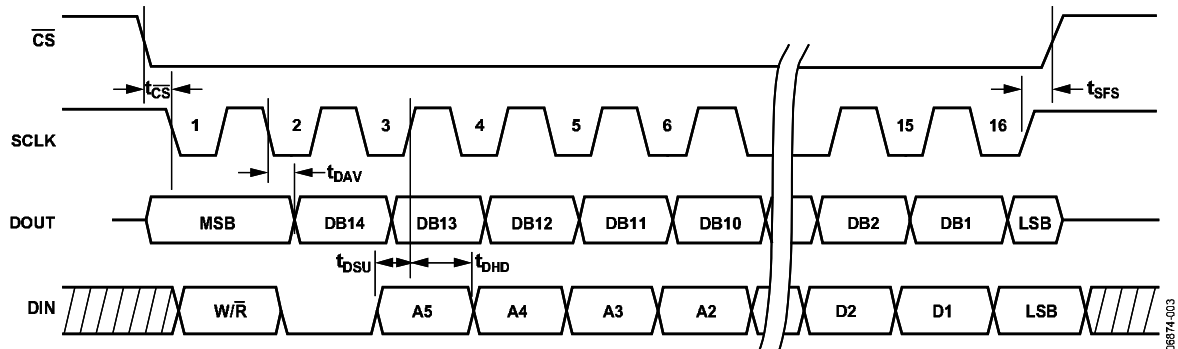 CS
tCS
tSFS
SCLK 1 2 3 4 5 6 15 16
tDAV
DOUT MSB DB14 DB13 DB12 DB11 DB10 DB2 DB1 LSB
tDSU tDHD
DIN W/R A5 A4 A3 A2 D2 D1 LSB
06874-003